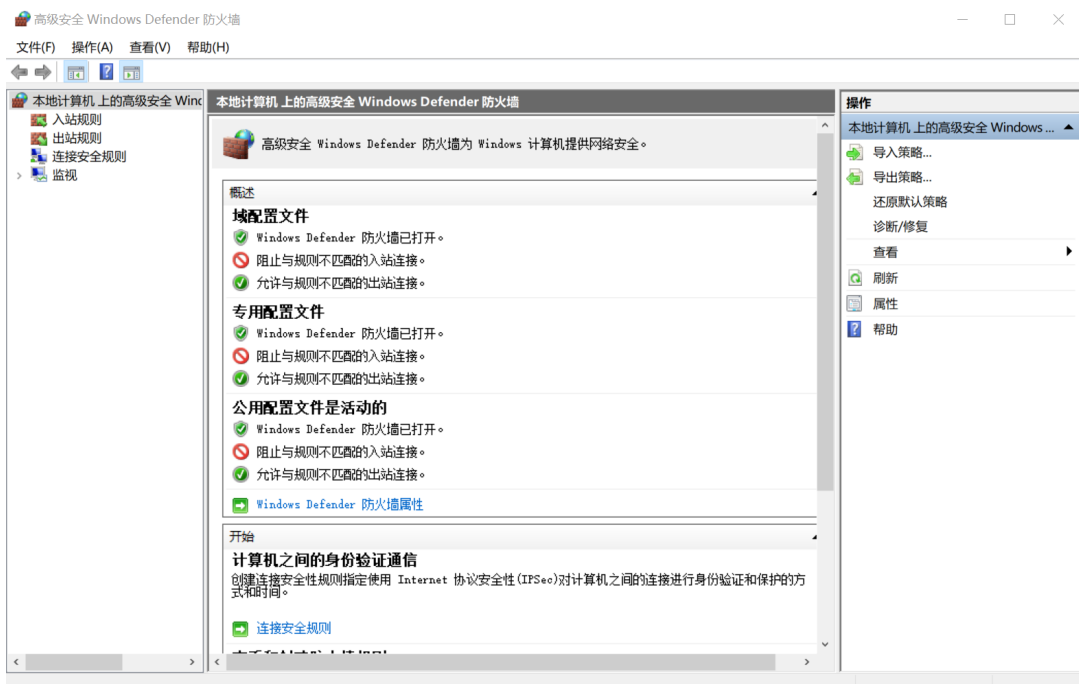 高级安全 Windows Defender 防火墙
文件(F) 操作(A) 查看(V) 帮助(H)
本地计算机 上的高级安全 Winc
入站规则
出站规则
连接安全规则
监视
本地计算机 上的高级安全 Windows Defender 防火墙
高级安全 Windows Defender 防火墙为 Windows 计算机提供网络安全。
概述
域配置文件
Windows Defender 防火墙已打开。
阻止与规则不匹配的入站连接。
允许与规则不匹配的出站连接。
专用配置文件
Windows Defender 防火墙已打开。
阻止与规则不匹配的入站连接。
允许与规则不匹配的出站连接。
公用配置文件是活动的
Windows Defender 防火墙已打开。
阻止与规则不匹配的入站连接。
允许与规则不匹配的出站连接。
Windows Defender 防火墙属性
开始
计算机之间的身份验证通信
创建连接安全性规则指定使用 Internet 协议安全性(IPSec)对计算机之间的连接进行身份验证和保护的方
式和时间。
连接安全规则
操作
本地计算机 上的高级安全 Windows ...
导入策略...
导出策略...
还原默认策略
诊断/修复
查看
刷新
属性
帮助